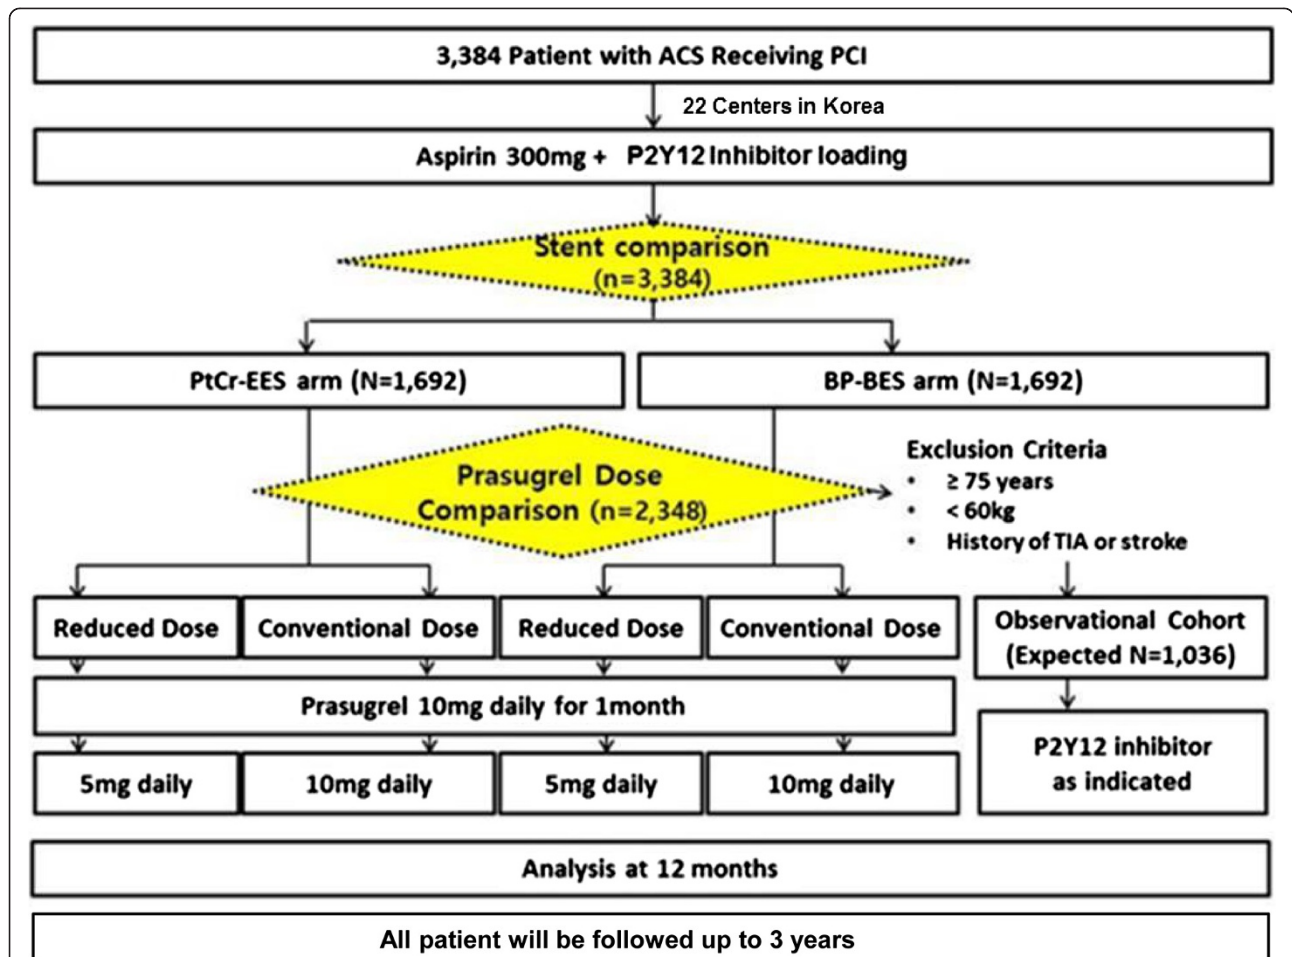 3,384 Patient with ACS Receiving PCI
22 Centers in Korea
Aspirin 300mg + P2Y12 Inhibitor loading
Stent comparison
(n=3,384)
PtCr-EES arm (N=1,692)
BP-BES arm (N=1,692)
Prasugrel Dose
Comparison (n=2,348)
Exclusion Criteria
• ≥ 75 years
• < 60kg
• History of TIA or stroke
Reduced Dose
Conventional Dose
Reduced Dose
Conventional Dose
Observational Cohort
(Expected N=1,036)
Prasugrel 10mg daily for 1month
5mg daily
10mg daily
5mg daily
10mg daily
P2Y12 inhibitor
as indicated
Analysis at 12 months
All patient will be followed up to 3 years